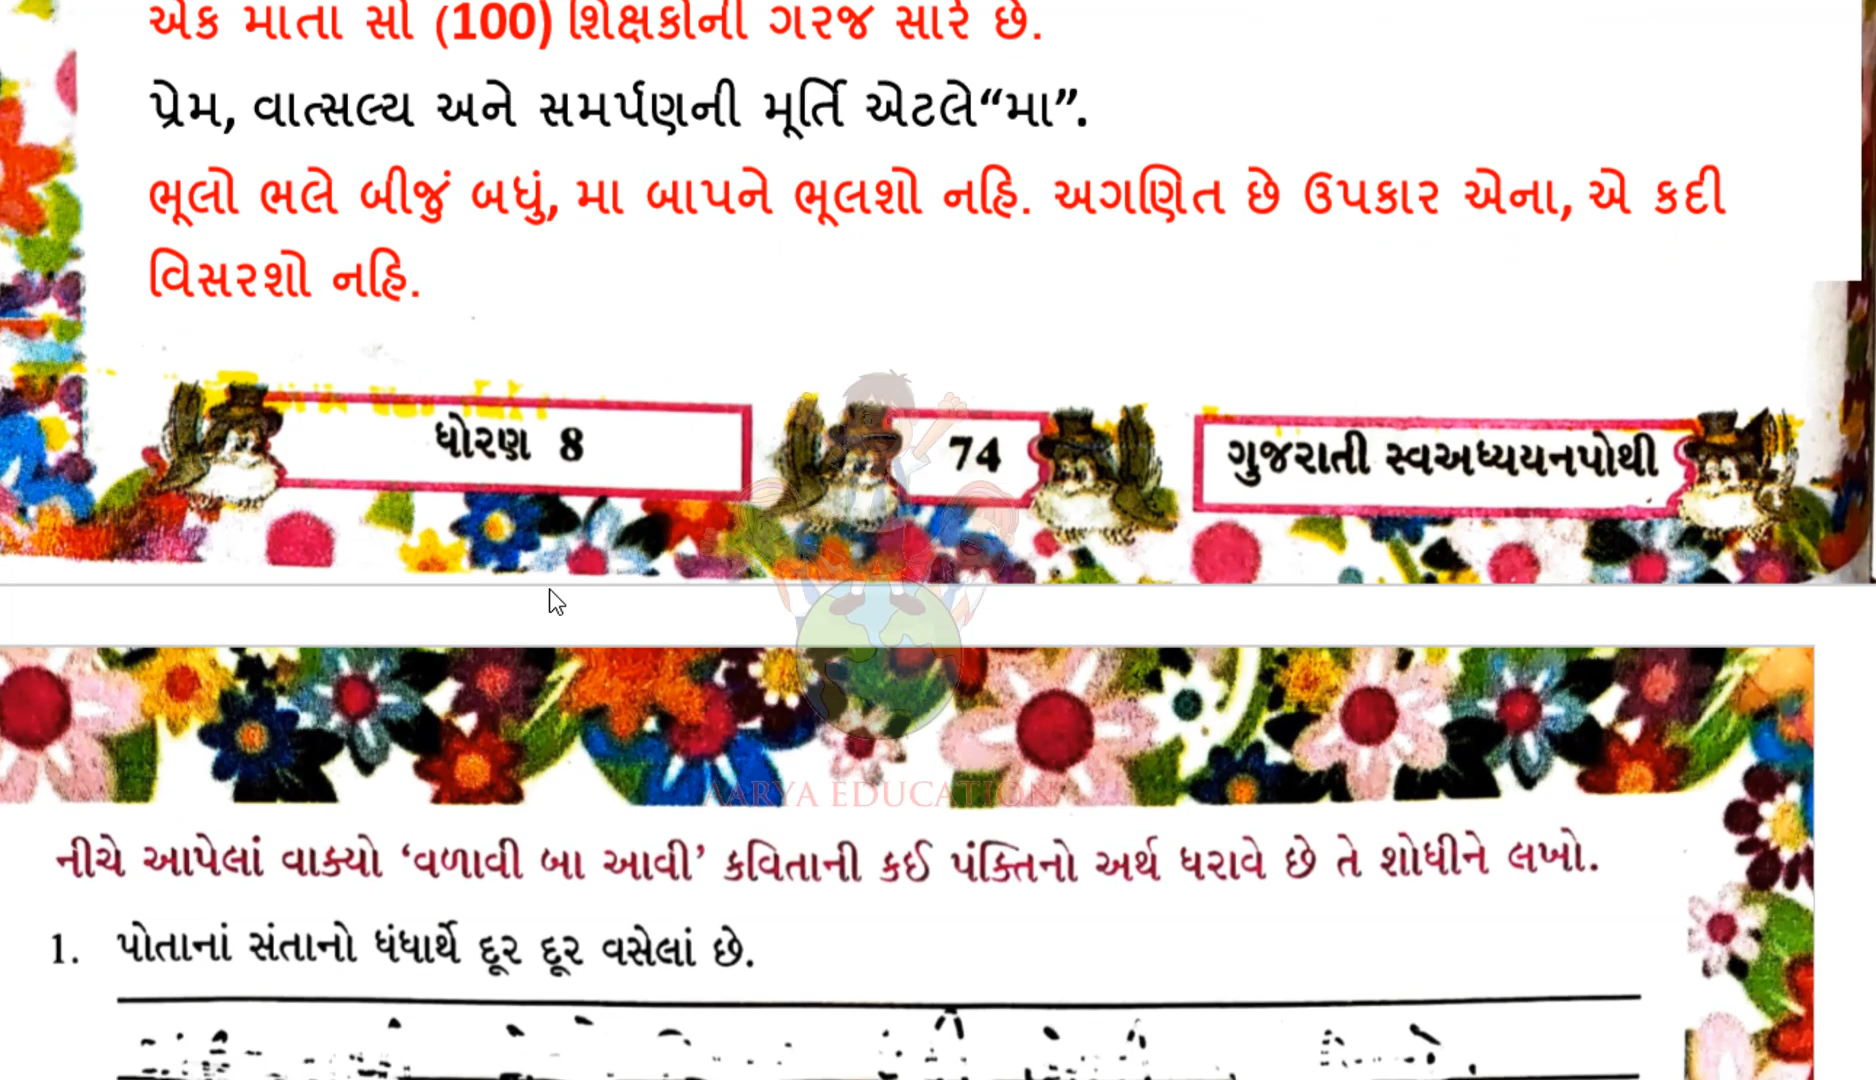 એક માતા સો (100) શિક્ષકોની ગરજ સારે છે.
પ્રેમ, વાત્સલ્ય અને સમર્પણની મૂર્તિ એટલે“મા”.
ભૂલો ભલે બીજું બધું, મા બાપને ભૂલશો નહિ. અગણિત છે ઉપકાર એના, એ કદી
વિસરશો નહિ.
ધોરણ 8
74
ગુજરાતી સ્વઅધ્યયનપોથી
AARYA EDUCATION
નીચે આપેલાં વાક્યો ‘વળાવી બા આવી’ કવિતાની કઈ પંક્તિનો અર્થ ધરાવે છે તે શોધીને લખો.
1. પોતાનાં સંતાનો ધંધાર્થે દૂર દૂર વસેલાં છે.